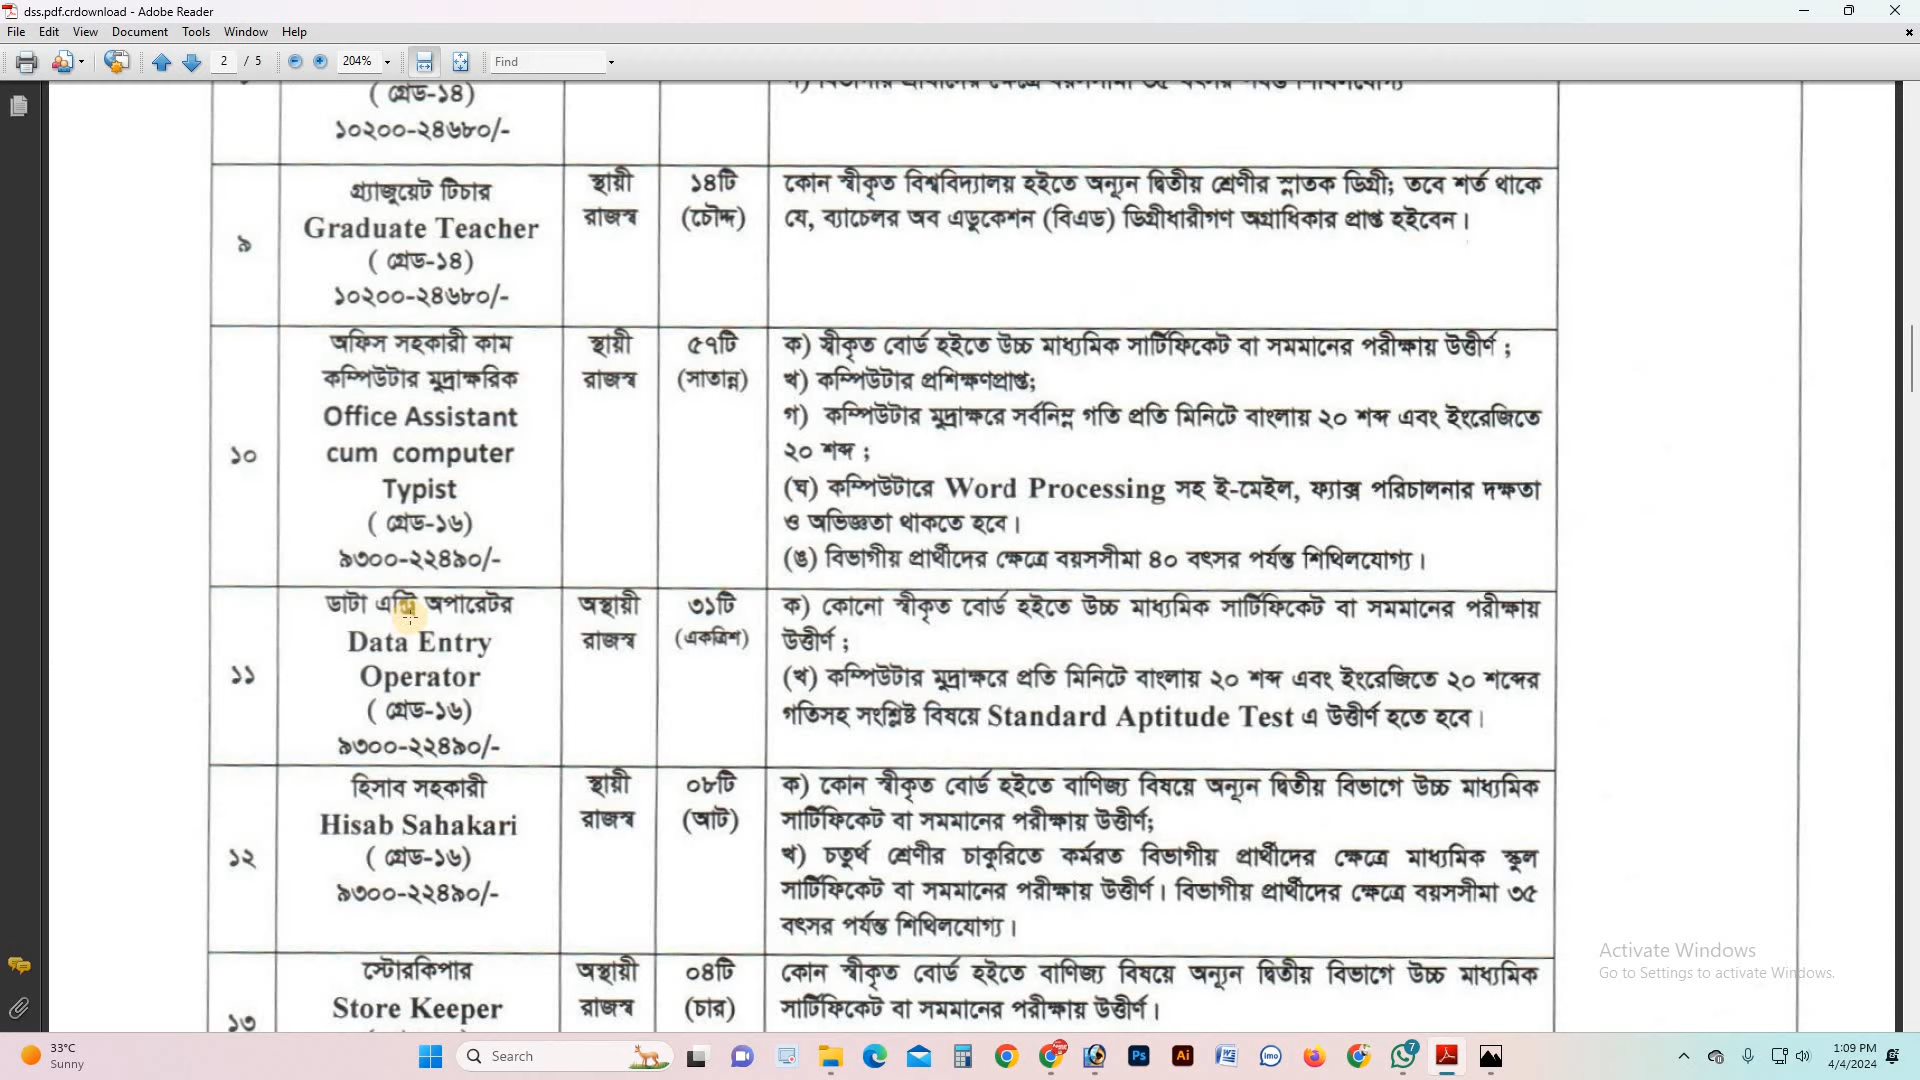 dss.pdf.crdownload - Adobe Reader
File Edit View Document Tools Window Help
2 / 5 204% Find
( গ্রেড-১৪)
১০২০০-২৪৬৮০/-
৯
গ্র্যাজুয়েট টিচার
Graduate Teacher
( গ্রেড-১৪)
১০২০০-২৪৬৮০/-
স্থায়ী
রাজস্ব
১৪টি
(চৌদ্দ)
কোন স্বীকৃত বিশ্ববিদ্যালয় হইতে অন্যূন দ্বিতীয় শ্রেণীর স্নাতক ডিগ্রী; তবে শর্ত থাকে
যে, ব্যাচেলর অব এডুকেশন (বিএড) ডিগ্রীধারীগণ অগ্রাধিকার প্রাপ্ত হইবেন।
১০
অফিস সহকারী কাম
কম্পিউটার মুদ্রাক্ষরিক
Office Assistant
cum computer
Typist
( গ্রেড-১৬)
৯৩০০-২২৪৯০/-
স্থায়ী
রাজস্ব
৫৭টি
(সাতান্ন)
ক) স্বীকৃত বোর্ড হইতে উচ্চ মাধ্যমিক সার্টিফিকেট বা সমমানের পরীক্ষায় উত্তীর্ণ ;
খ) কম্পিউটার প্রশিক্ষণপ্রাপ্ত;
গ) কম্পিউটার মুদ্রাক্ষরে সর্বনিম্ন গতি প্রতি মিনিটে বাংলায় ২০ শব্দ এবং ইংরেজিতে
২০ শব্দ ;
(ঘ) কম্পিউটারে Word Processing সহ ই-মেইল, ফ্যাক্স পরিচালনার দক্ষতা
ও অভিজ্ঞতা থাকতে হবে।
(ঙ) বিভাগীয় প্রার্থীদের ক্ষেত্রে বয়সসীমা ৪০ বৎসর পর্যন্ত শিথিলযোগ্য।
১১
ডাটা এন্ট্রি অপারেটর
Data Entry
Operator
( গ্রেড-১৬)
৯৩০০-২২৪৯০/-
অস্থায়ী
রাজস্ব
৩১টি
(একত্রিশ)
ক) কোনো স্বীকৃত বোর্ড হইতে উচ্চ মাধ্যমিক সার্টিফিকেট বা সমমানের পরীক্ষায়
উত্তীর্ণ ;
(খ) কম্পিউটার মুদ্রাক্ষরে প্রতি মিনিটে বাংলায় ২০ শব্দ এবং ইংরেজিতে ২০ শব্দের
গতিসহ সংশ্লিষ্ট বিষয়ে Standard Aptitude Test এ উত্তীর্ণ হতে হবে।
১২
হিসাব সহকারী
Hisab Sahakari
( গ্রেড-১৬)
৯৩০০-২২৪৯০/-
স্থায়ী
রাজস্ব
০৮টি
(আট)
ক) কোন স্বীকৃত বোর্ড হইতে বাণিজ্য বিষয়ে অন্যূন দ্বিতীয় বিভাগে উচ্চ মাধ্যমিক
সার্টিফিকেট বা সমমানের পরীক্ষায় উত্তীর্ণ;
খ) চতুর্থ শ্রেণীর চাকুরিতে কর্মরত বিভাগীয় প্রার্থীদের ক্ষেত্রে মাধ্যমিক স্কুল
সার্টিফিকেট বা সমমানের পরীক্ষায় উত্তীর্ণ। বিভাগীয় প্রার্থীদের ক্ষেত্রে বয়সসীমা ৩৫
বৎসর পর্যন্ত শিথিলযোগ্য।
১৩
স্টোরকিপার
Store Keeper
অস্থায়ী
রাজস্ব
০৪টি
(চার)
কোন স্বীকৃত বোর্ড হইতে বাণিজ্য বিষয়ে অন্যূন দ্বিতীয় বিভাগে উচ্চ মাধ্যমিক
সার্টিফিকেট বা সমমানের পরীক্ষায় উত্তীর্ণ।
Activate Windows
Go to Settings to activate Windows.
33°C
Sunny
Search
Ps
Ai
imo
7
1:09 PM
4/4/2024